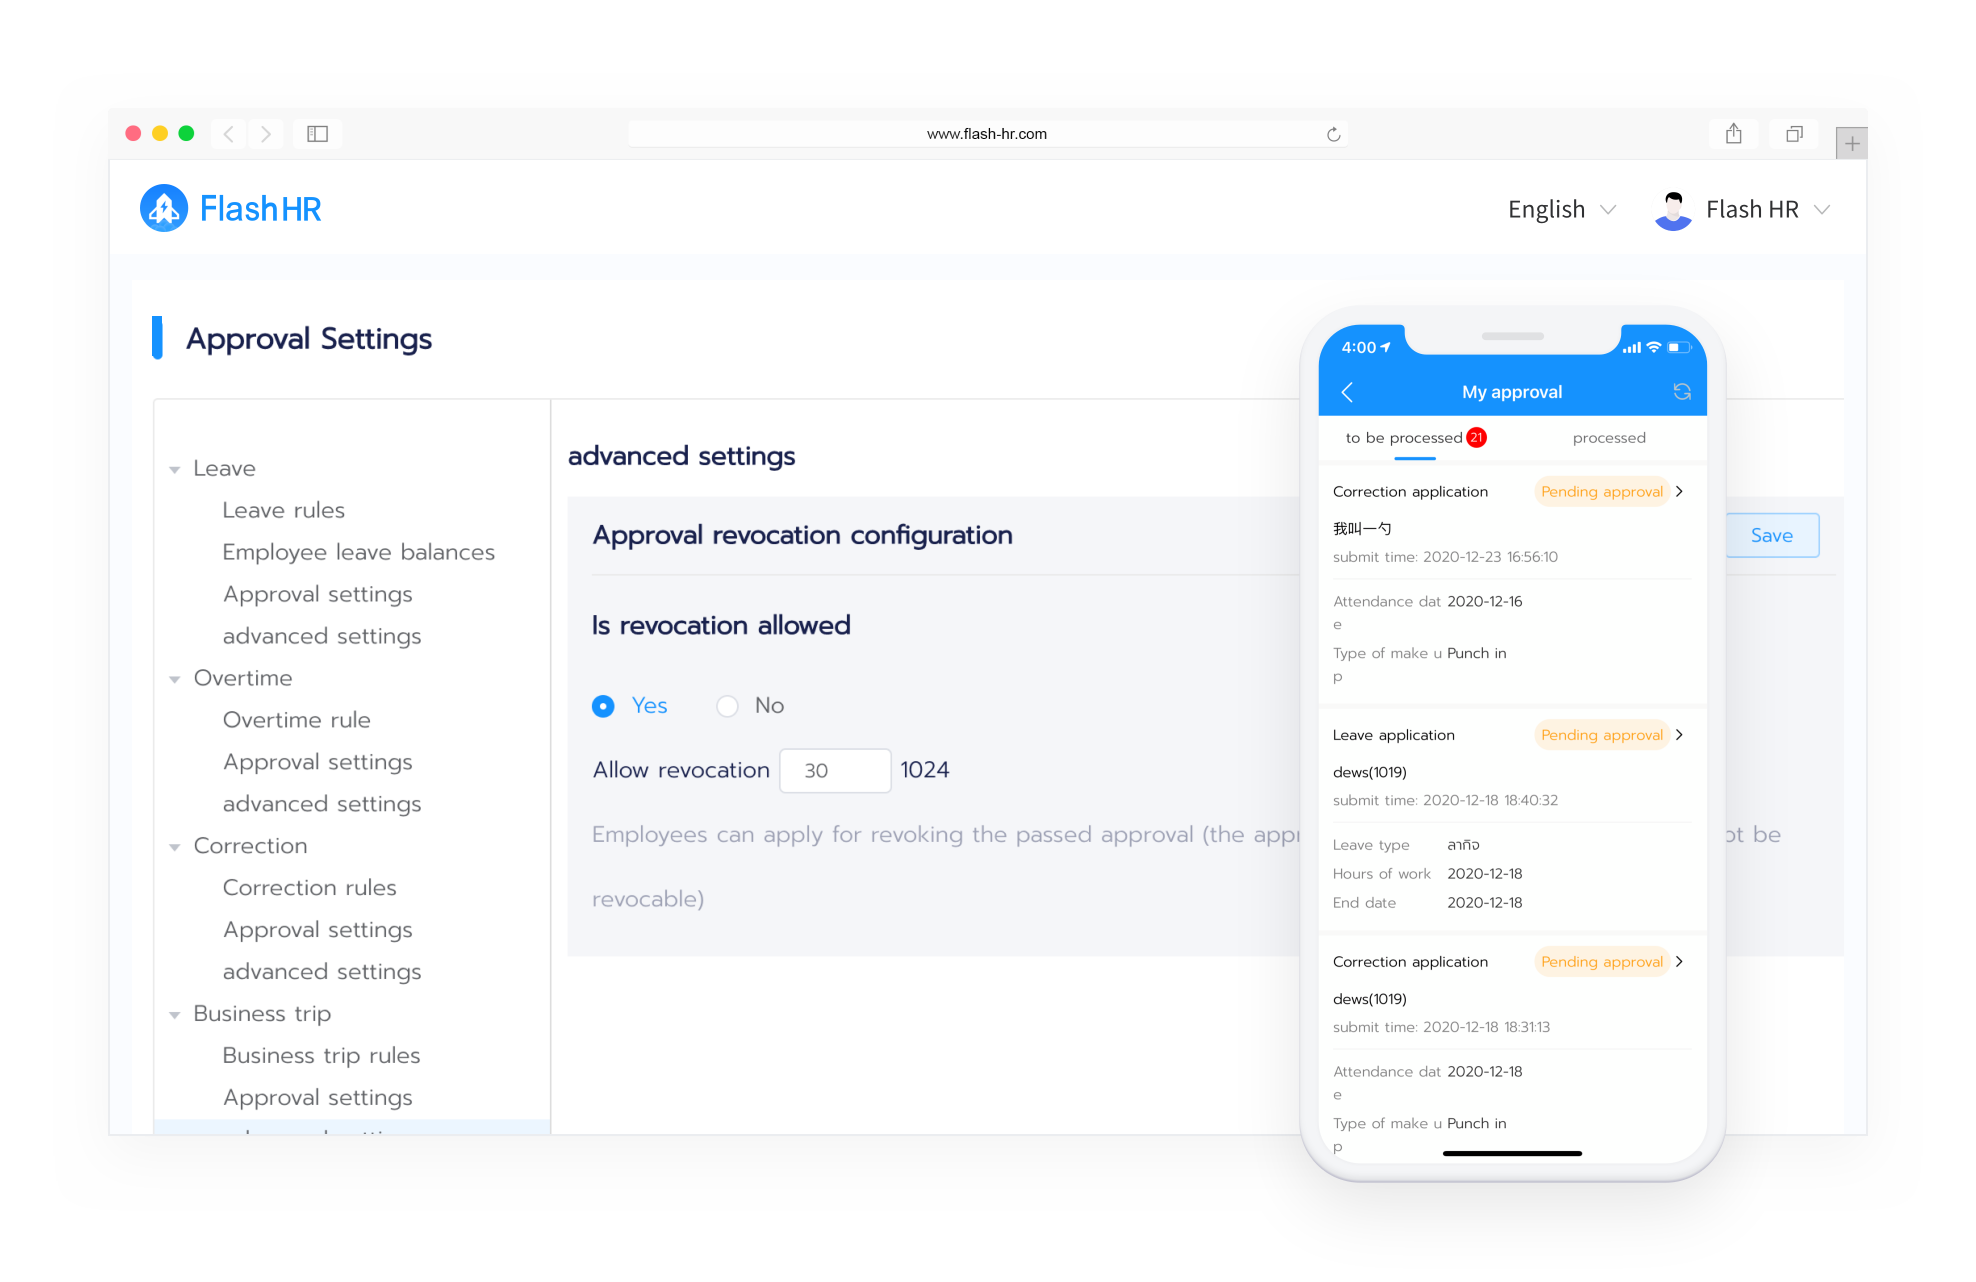 www.flash-hr.com
FlashHR
English
Flash HR
Approval Settings
Leave
Leave rules
Employee leave balances
Approval settings
advanced settings
Overtime
Overtime rule
Approval settings
advanced settings
Correction
Correction rules
Approval settings
advanced settings
Business trip
Business trip rules
Approval settings
advanced settings
Approval revocation configuration
Save
Is revocation allowed
Yes
No
Allow revocation 30 1024
Employees can apply for revoking the passed approval (the be
revocable)
4:00
My approval
to be processed 21
processed
Correction application
Pending approval
我叫一勺
submit time: 2020-12-23 16:56:10
Attendance dat 2020-12-16
e
Type of make u Punch in
p
Leave application
Pending approval
dews(1019)
submit time: 2020-12-18 18:40:32
Leave type ลากิจ
Hours of work 2020-12-18
End date 2020-12-18
Correction application
Pending approval
dews(1019)
submit time: 2020-12-18 18:31:13
Attendance dat 2020-12-18
e
Type of make u Punch in
p